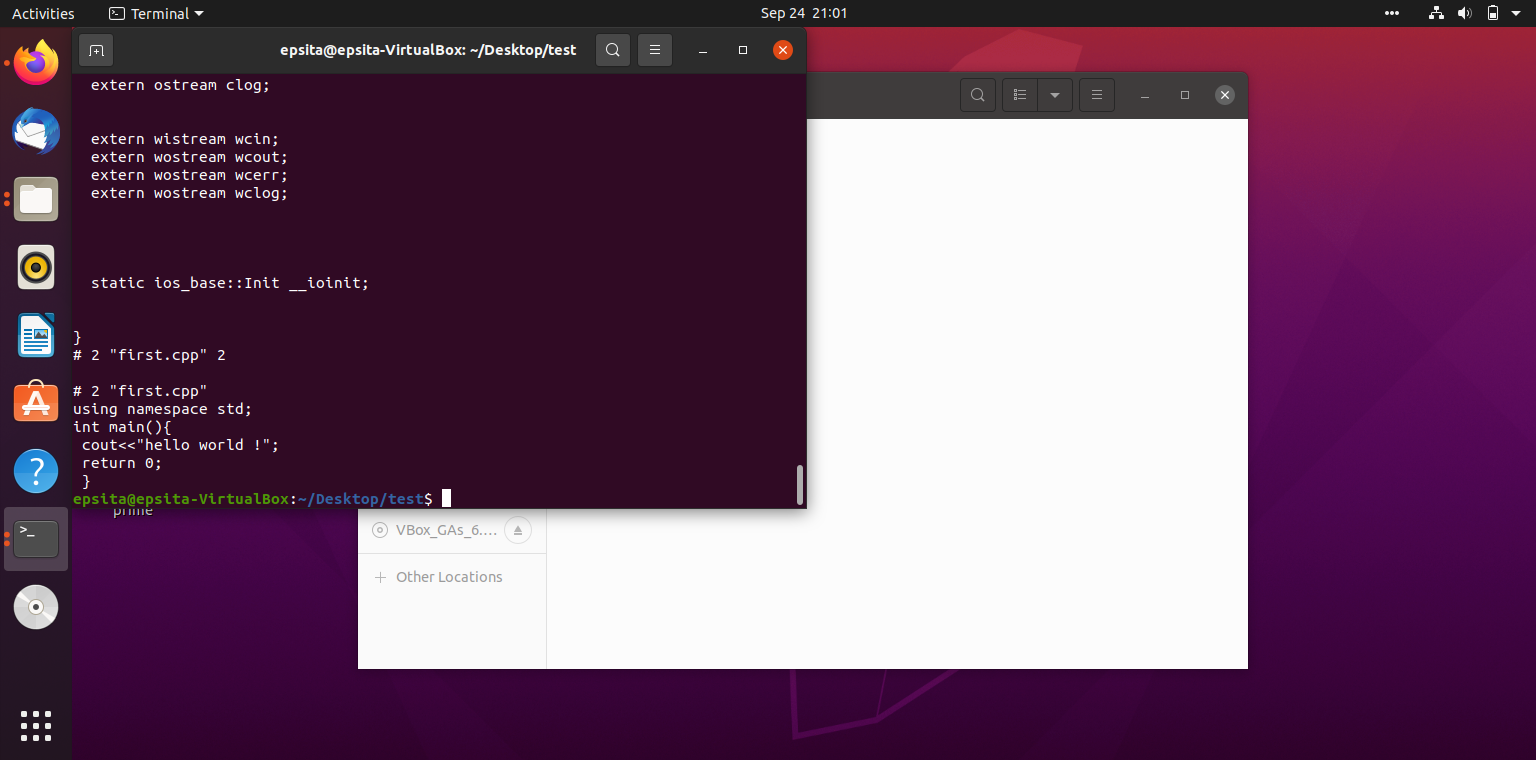 Activities
Terminal
Sep 24 21:01
epsita@epsita-VirtualBox: ~/Desktop/test
extern ostream clog;
extern wistream wcin;
extern wostream wcout;
extern wostream wcerr;
extern wostream wclog;
static ios_base::Init __ioinit;
}
# 2 "first.cpp" 2
# 2 "first.cpp"
using namespace std;
int main(){
cout<<"hello world !";
return 0;
}
epsita@epsita-VirtualBox:~/Desktop/test$
prime
VBox_GAs_6.…
Other Locations